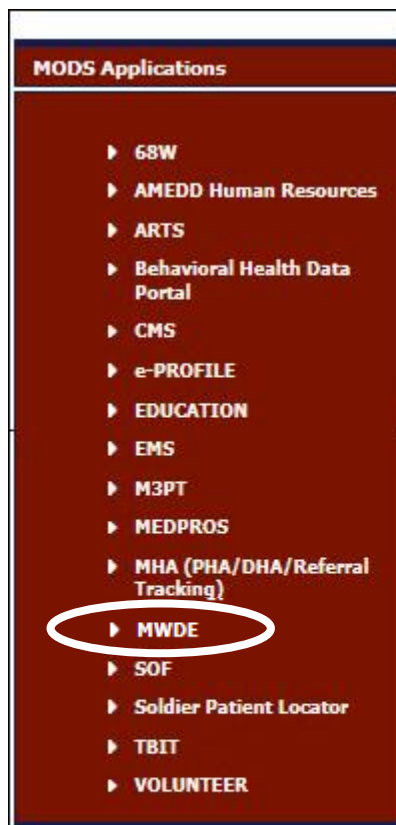 MODS Applications
68W
AMEDD Human Resources
ARTS
Behavioral Health Data
Portal
CMS
e-PROFILE
EDUCATION
EMS
M3PT
MEDPROS
MHA (PHA/DHA/Referral
Tracking)
MWDE
SOF
Soldier Patient Locator
TBIT
VOLUNTEER